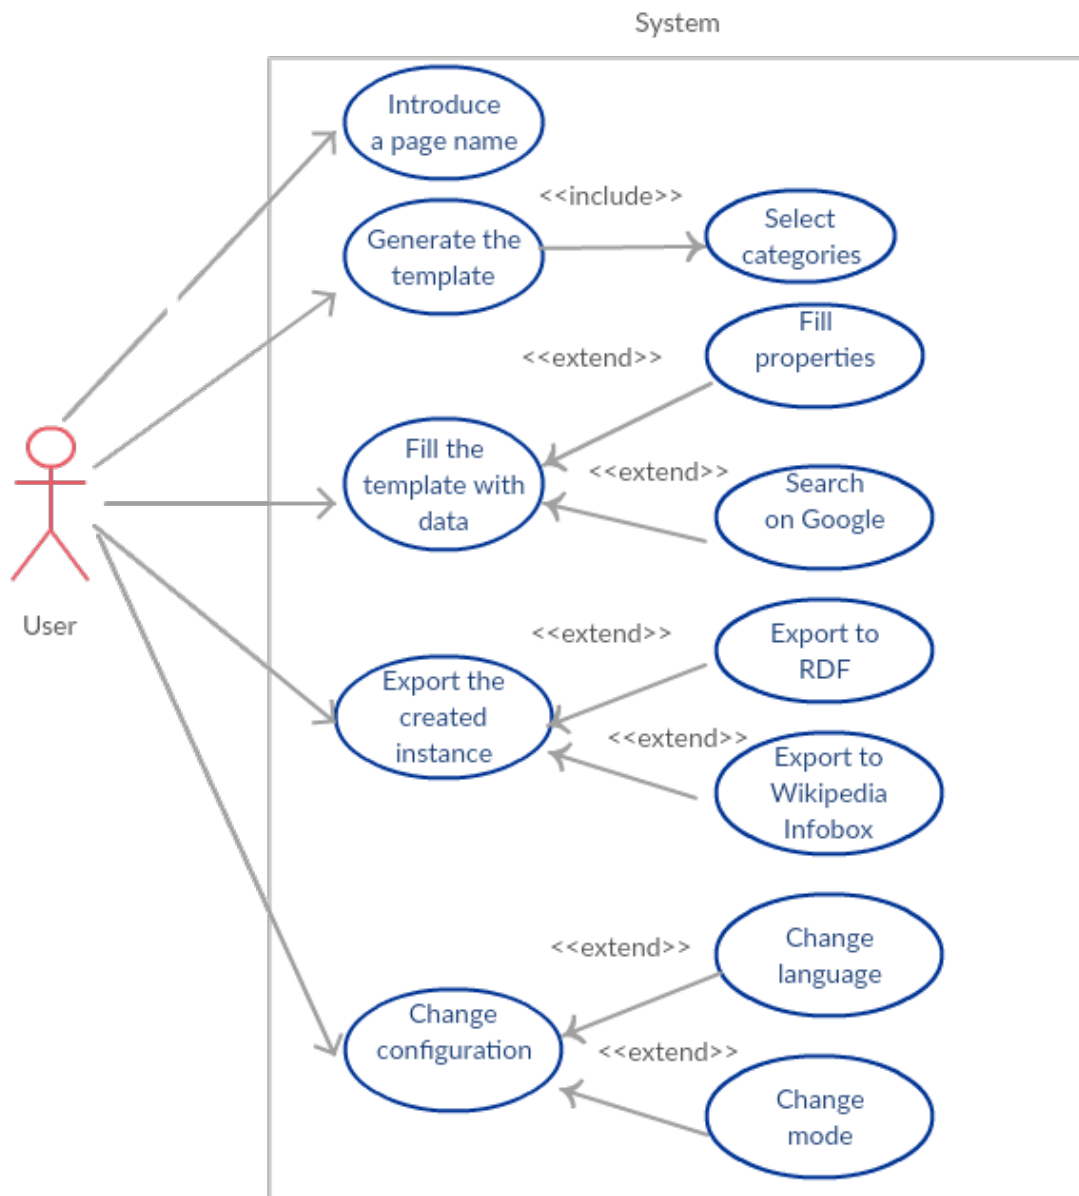 System
Introduce
a page name
<<include>>
Generate the
template
Select
categories
Fill
properties
<<extend>>
Fill the
template with
data
<<extend>>
Search
on Google
User
<<extend>>
Export to
RDF
Export the
created
instance
<<extend>>
Export to
Wikipedia
Infobox
Change
language
<<extend>>
Change
configuration
<<extend>>
Change
mode